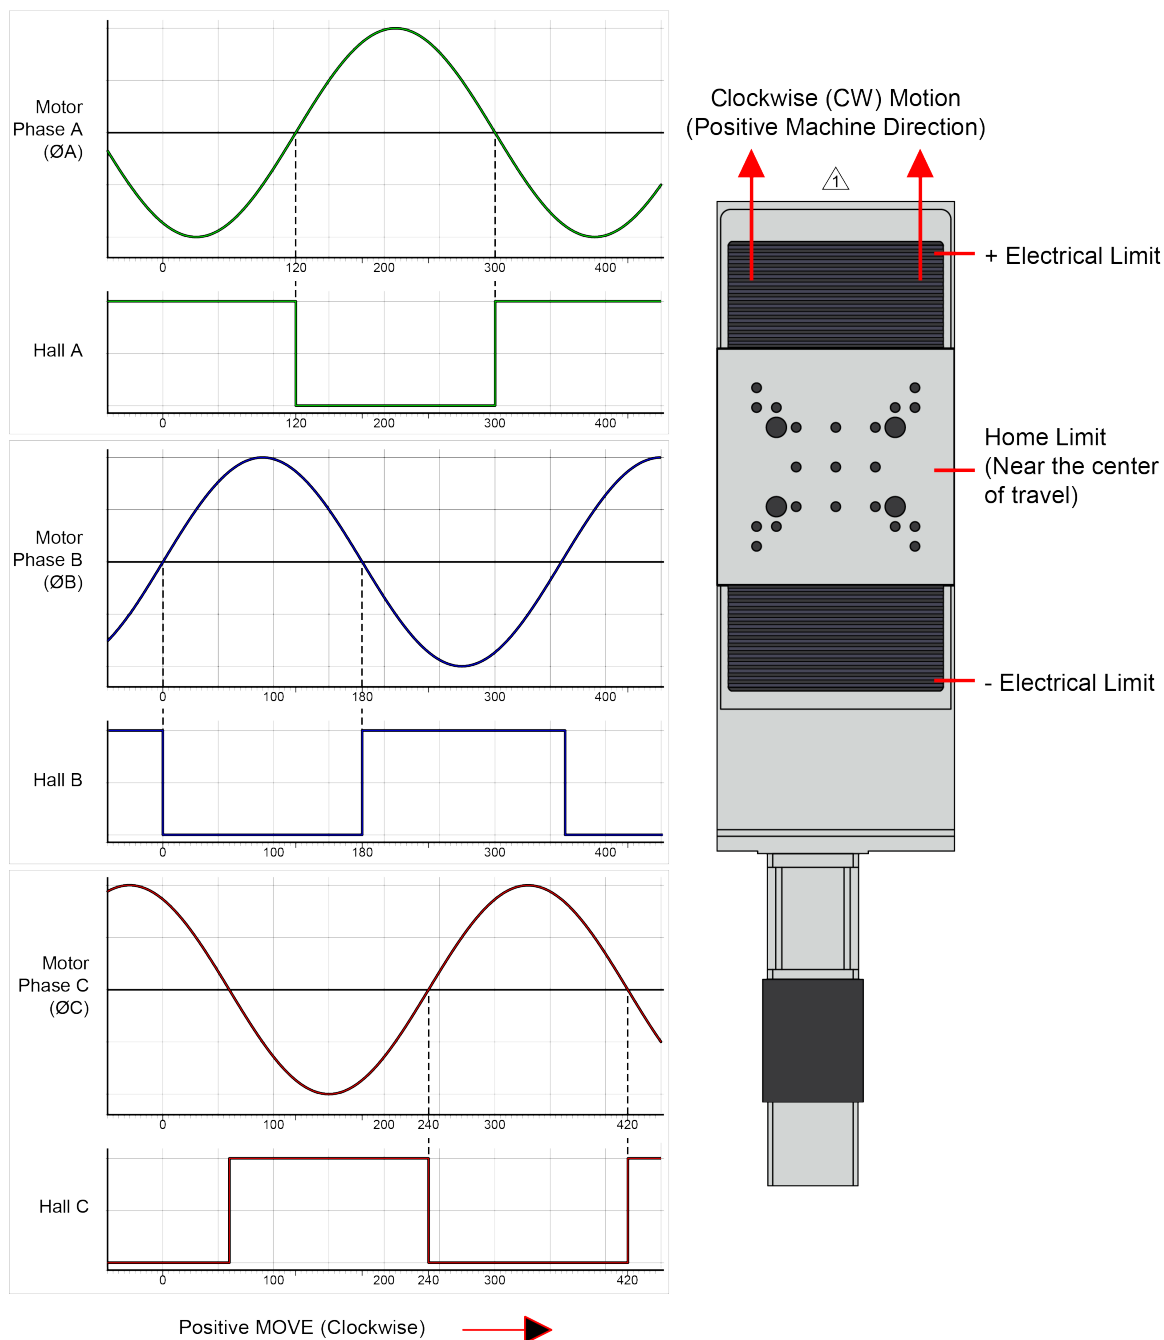 Motor
Phase A
(ØA)
0 120 200 300 400
Hall A
0 120 200 300 400
Motor
Phase B
(ØB)
0 100 180 300 400
Hall B
0 100 180 300 400
Motor
Phase C
(ØC)
0 100 200 240 300 420
Hall C
0 100 200 240 300 420
Positive MOVE (Clockwise)
Clockwise (CW) Motion
(Positive Machine Direction)
1
+ Electrical Limit
Home Limit
(Near the center
of travel)
- Electrical Limit